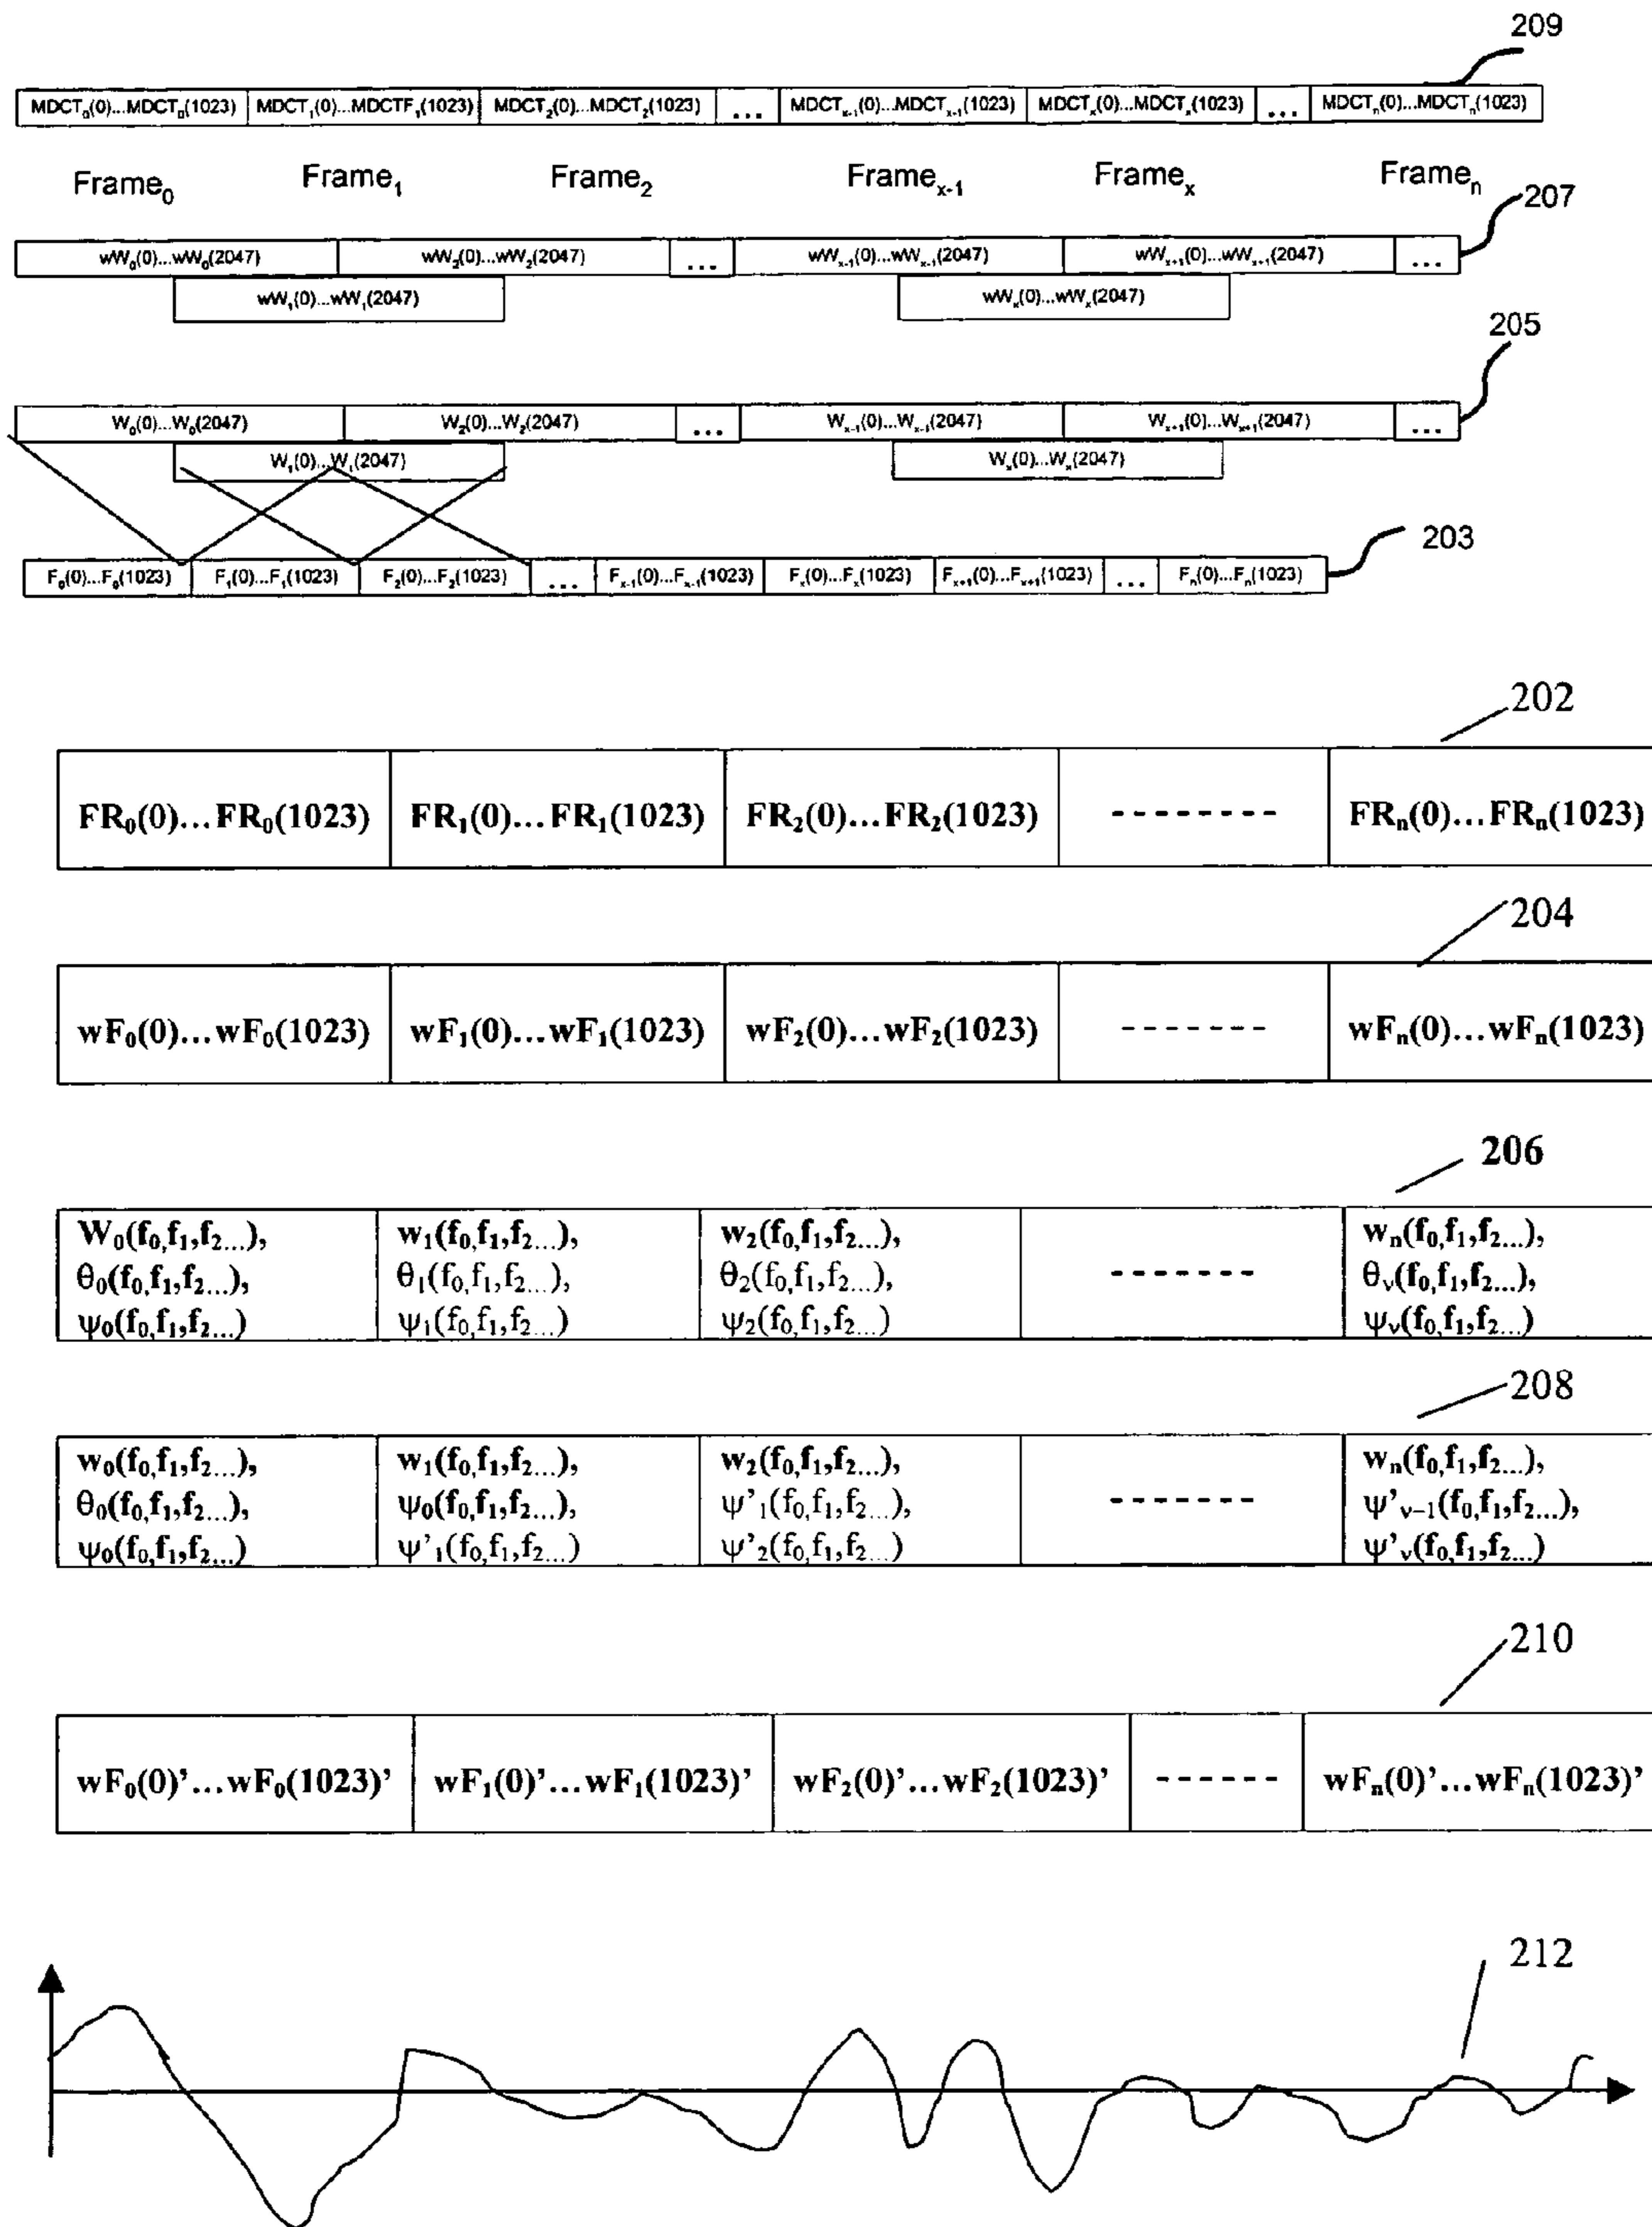 209
MDCT₀(0)...MDCT₀(1023) MDCT₁(0)...MDCTF₁(1023) MDCT₂(0)...MDCT₂(1023) ... MDCTₓ₋₁(0)...MDCTₓ₋₁(1023) MDCTₓ(0)...MDCTₓ(1023) ... MDCTₙ(0)...MDCTₙ(1023)
Frame₀ Frame₁ Frame₂ Frameₓ₋₁ Frameₓ Frameₙ
207
wW₀(0)...wW₀(2047) wW₂(0)...wW₂(2047) ... wWₓ₋₁(0)...wWₓ₋₁(2047) wWₓ₊₁(0)...wWₓ₊₁(2047) ...
wW₁(0)...wW₁(2047) wWₓ(0)...wWₓ(2047)
205
W₀(0)...W₀(2047) W₂(0)...W₂(2047) ... Wₓ₋₁(0)...Wₓ₋₁(2047) Wₓ₊₁(0)...Wₓ₊₁(2047) ...
W₁(0)...W₁(2047) Wₓ(0)...Wₓ(2047)
203
F₀(0)...F₀(1023) F₁(0)...F₁(1023) F₂(0)...F₂(1023) ... Fₓ₋₁(0)...Fₓ₋₁(1023) Fₓ(0)...Fₓ(1023) Fₓ₊₁(0)...Fₓ₊₁(1023) ... Fₙ(0)...Fₙ(1023)
202
FR₀(0)...FR₀(1023) FR₁(0)...FR₁(1023) FR₂(0)...FR₂(1023) -------- FRₙ(0)...FRₙ(1023)
204
wF₀(0)...wF₀(1023) wF₁(0)...wF₁(1023) wF₂(0)...wF₂(1023) ------- wFₙ(0)...wFₙ(1023)
206
W₀(f₀,f₁,f₂...), w₁(f₀,f₁,f₂...), w₂(f₀,f₁,f₂...), wₙ(f₀,f₁,f₂...),
θ₀(f₀,f₁,f₂...), θ₁(f₀,f₁,f₂...), θ₂(f₀,f₁,f₂...), ------- θᵥ(f₀,f₁,f₂...),
ψ₀(f₀,f₁,f₂...) ψ₁(f₀,f₁,f₂...) ψ₂(f₀,f₁,f₂...) ψᵥ(f₀,f₁,f₂...)
208
w₀(f₀,f₁,f₂...), w₁(f₀,f₁,f₂...), w₂(f₀,f₁,f₂...), wₙ(f₀,f₁,f₂...),
θ₀(f₀,f₁,f₂...), ψ₀(f₀,f₁,f₂...), ψ'₁(f₀,f₁,f₂...), ------- ψ'ᵥ₋₁(f₀,f₁,f₂...),
ψ₀(f₀,f₁,f₂...) ψ'₁(f₀,f₁,f₂...) ψ'₂(f₀,f₁,f₂...) ψ'ᵥ(f₀,f₁,f₂...)
210
wF₀(0)'...wF₀(1023)' wF₁(0)'...wF₁(1023)' wF₂(0)'...wF₂(1023)' ------ wFₙ(0)'...wFₙ(1023)'
212